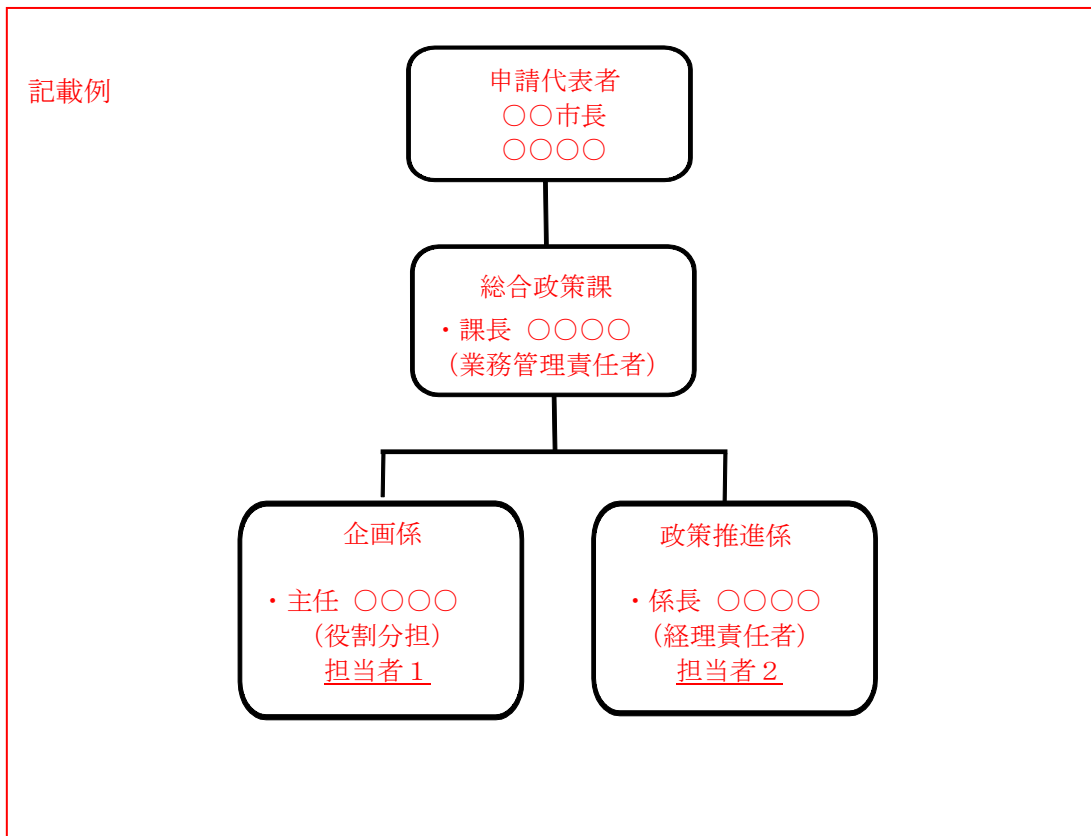 記載例
申請代表者
○○市長
○○○○
総合政策課
・課長 ○○○○
（業務管理責任者）
企画係
・主任 ○○○○
（役割分担）
担当者１
政策推進係
・係長 ○○○○
（経理責任者）
担当者２